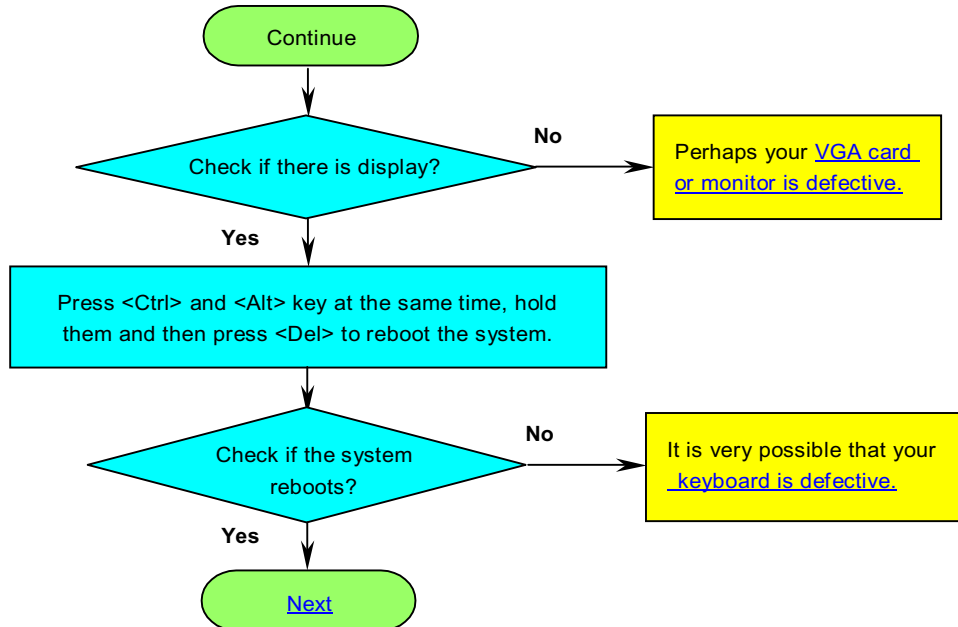 Continue
Check if there is display?
No
Perhaps your VGA card
or monitor is defective.
Yes
Press <Ctrl> and <Alt> key at the same time, hold
them and then press <Del> to reboot the system.
Check if the system
reboots?
No
It is very possible that your
keyboard is defective.
Yes
Next